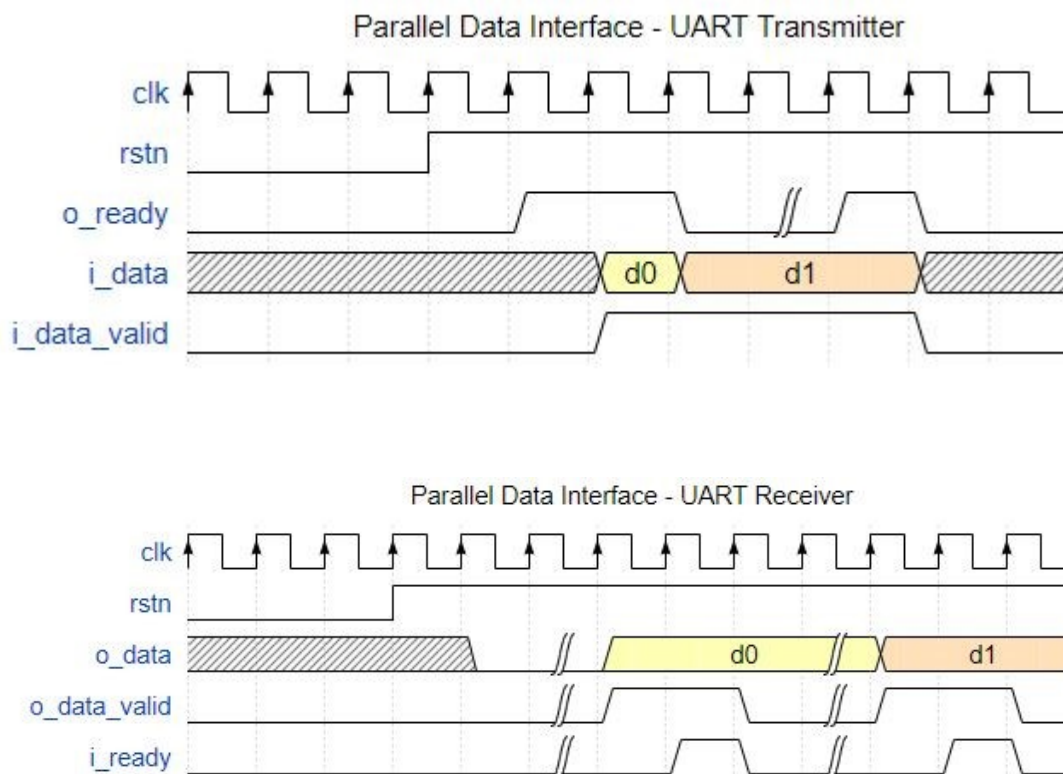 Parallel Data Interface - UART Transmitter
clk
rstn
o_ready
i_data d0 d1
i_data_valid
Parallel Data Interface - UART Receiver
clk
rstn
o_data d0 d1
o_data_valid
i_ready